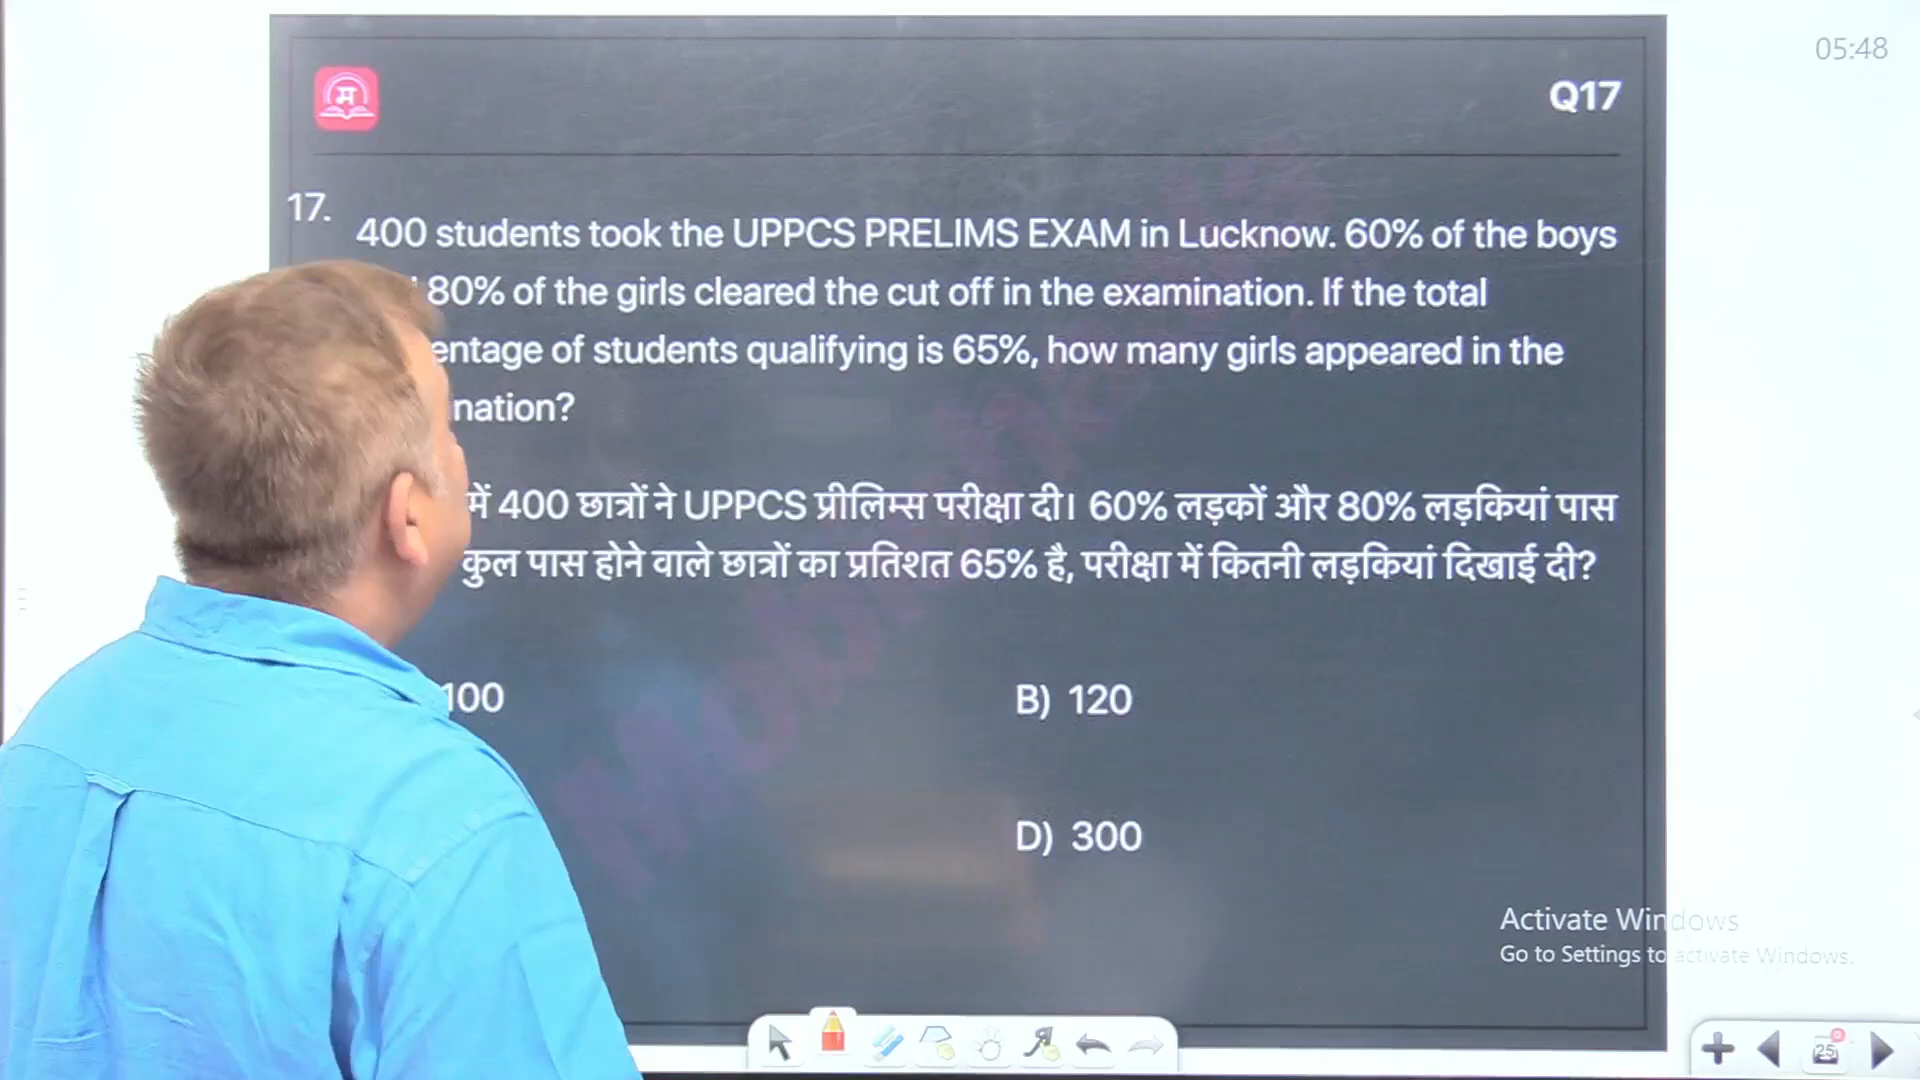 05:48
म
Q17
17.
400 students took the UPPCS PRELIMS EXAM in Lucknow. 60% of the boys
80% of the girls cleared the cut off in the examination. If the total
entage of students qualifying is 65%, how many girls appeared in the
nation?
में 400 छात्रों ने UPPCS प्रीलिम्स परीक्षा दी। 60% लड़कों और 80% लड़कियां पास
कुल पास होने वाले छात्रों का प्रतिशत 65% है, परीक्षा में कितनी लड़कियां दिखाई दी?
100
B) 120
D) 300
Activate Windows
Go to Settings to activate Windows.
25